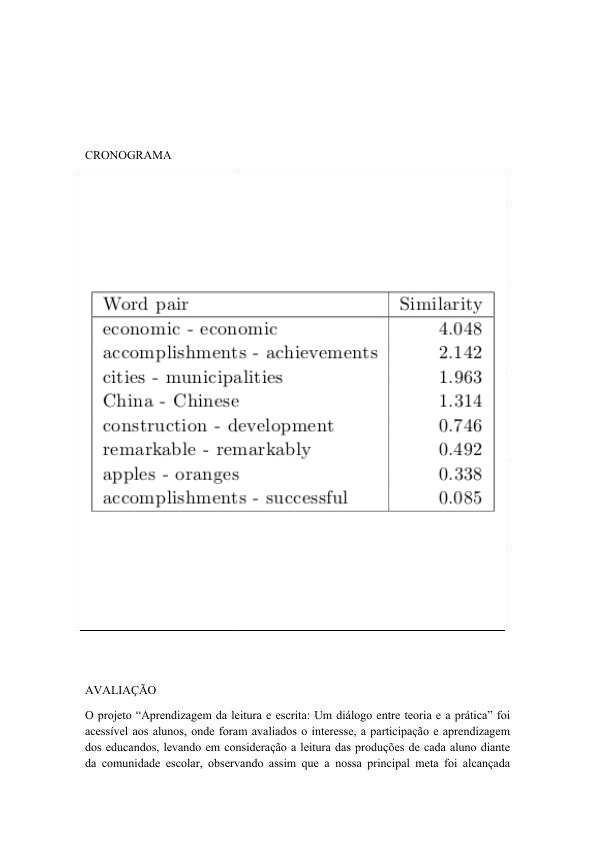 CRONOGRAMA
Word pair Similarity
economic - economic 4.048
accomplishments - achievements 2.142
cities - municipalities 1.963
China - Chinese 1.314
construction - development 0.746
remarkable - remarkably 0.492
apples - oranges 0.338
accomplishments - successful 0.085
AVALIAÇÃO
O projeto “Aprendizagem da leitura e escrita: Um diálogo entre teoria e a prática” foi
acessível aos alunos, onde foram avaliados o interesse, a participação e aprendizagem
dos educandos, levando em consideração a leitura das produções de cada aluno diante
da comunidade escolar, observando assim que a nossa principal meta foi alcançada